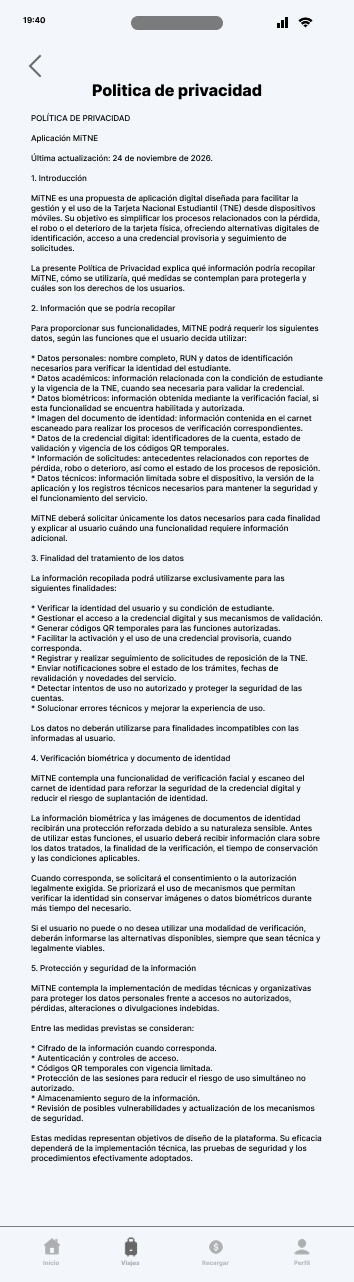 19:40
Politica de privacidad
POLÍTICA DE PRIVACIDAD
Aplicación MiTNE
Última actualización: 24 de noviembre de 2026.
1. Introducción
MiTNE es una propuesta de aplicación digital diseñada para facilitar la
gestión y el uso de la Tarjeta Nacional Estudiantil (TNE) desde dispositivos
móviles. Su objetivo es simplificar los procesos relacionados con la pérdida,
el robo o el deterioro de la tarjeta física, ofreciendo alternativas digitales de
identificación, acceso a una credencial provisoria y seguimiento de
solicitudes.
La presente Política de Privacidad explica qué información podría recopilar
MiTNE, cómo se utilizaría, qué medidas se contemplan para protegerla y
cuáles son los derechos de los usuarios.
2. Información que se podría recopilar
Para proporcionar sus funcionalidades, MiTNE podrá requerir los siguientes
datos, según las funciones que el usuario decida utilizar:
* Datos personales: nombre completo, RUN y datos de identificación
necesarios para verificar la identidad del estudiante.
* Datos académicos: información relacionada con la condición de estudiante
y la vigencia de la TNE, cuando sea necesaria para validar la credencial.
* Datos biométricos: información obtenida mediante la verificación facial, si
esta funcionalidad se encuentra habilitada y autorizada.
* Imagen del documento de identidad: información contenida en el carnet
escaneado para realizar los procesos de verificación correspondientes.
* Datos de la credencial digital: identificadores de la cuenta, estado de
validación y vigencia de los códigos QR temporales.
* Información de solicitudes: antecedentes relacionados con reportes de
pérdida, robo o deterioro, así como el estado de los procesos de reposición.
* Datos técnicos: información limitada sobre el dispositivo, la versión de la
aplicación y los registros técnicos necesarios para mantener la seguridad y
el funcionamiento del servicio.
MiTNE deberá solicitar únicamente los datos necesarios para cada finalidad
y explicar al usuario cuándo una funcionalidad requiere información
adicional.
3. Finalidad del tratamiento de los datos
La información recopilada podrá utilizarse exclusivamente para las
siguientes finalidades:
* Verificar la identidad del usuario y su condición de estudiante.
* Gestionar el acceso a la credencial digital y sus mecanismos de validación.
* Generar códigos QR temporales para las funciones autorizadas.
* Facilitar la activación y el uso de una credencial provisoria, cuando
corresponda.
* Registrar y realizar seguimiento de solicitudes de reposición de la TNE.
* Enviar notificaciones sobre el estado de los trámites, fechas de
revalidación y novedades del servicio.
* Detectar intentos de uso no autorizado y proteger la seguridad de las
cuentas.
* Solucionar errores técnicos y mejorar la experiencia de uso.
Los datos no deberán utilizarse para finalidades incompatibles con las
informadas al usuario.
4. Verificación biométrica y documento de identidad
MiTNE contempla una funcionalidad de verificación facial y escaneo del
carnet de identidad para reforzar la seguridad de la credencial digital y
reducir el riesgo de suplantación de identidad.
La información biométrica y las imágenes de documentos de identidad
recibirán una protección reforzada debido a su naturaleza sensible. Antes
de utilizar estas funciones, el usuario deberá recibir información clara sobre
los datos tratados, la finalidad de la verificación, el tiempo de conservación
y las condiciones aplicables.
Cuando corresponda, se solicitará el consentimiento o la autorización
legalmente exigida. Se priorizará el uso de mecanismos que permitan
verificar la identidad sin conservar imágenes o datos biométricos durante
más tiempo del necesario.
Si el usuario no puede o no desea utilizar una modalidad de verificación,
deberán informarse las alternativas disponibles, siempre que sean técnica y
legalmente viables.
5. Protección y seguridad de la información
MiTNE contempla la implementación de medidas técnicas y organizativas
para proteger los datos personales frente a accesos no autorizados,
pérdidas, alteraciones o divulgaciones indebidas.
Entre las medidas previstas se consideran:
* Cifrado de la información cuando corresponda.
* Autenticación y controles de acceso.
* Códigos QR temporales con vigencia limitada.
* Protección de las sesiones para reducir el riesgo de uso simultáneo no
autorizado.
* Almacenamiento seguro de la información.
* Revisión de posibles vulnerabilidades y actualización de los mecanismos
de seguridad.
Estas medidas representan objetivos de diseño de la plataforma. Su eficacia
dependerá de la implementación técnica, las pruebas de seguridad y los
procedimientos efectivamente adoptados.
Inicio
Viajes
Recargar
Perfil